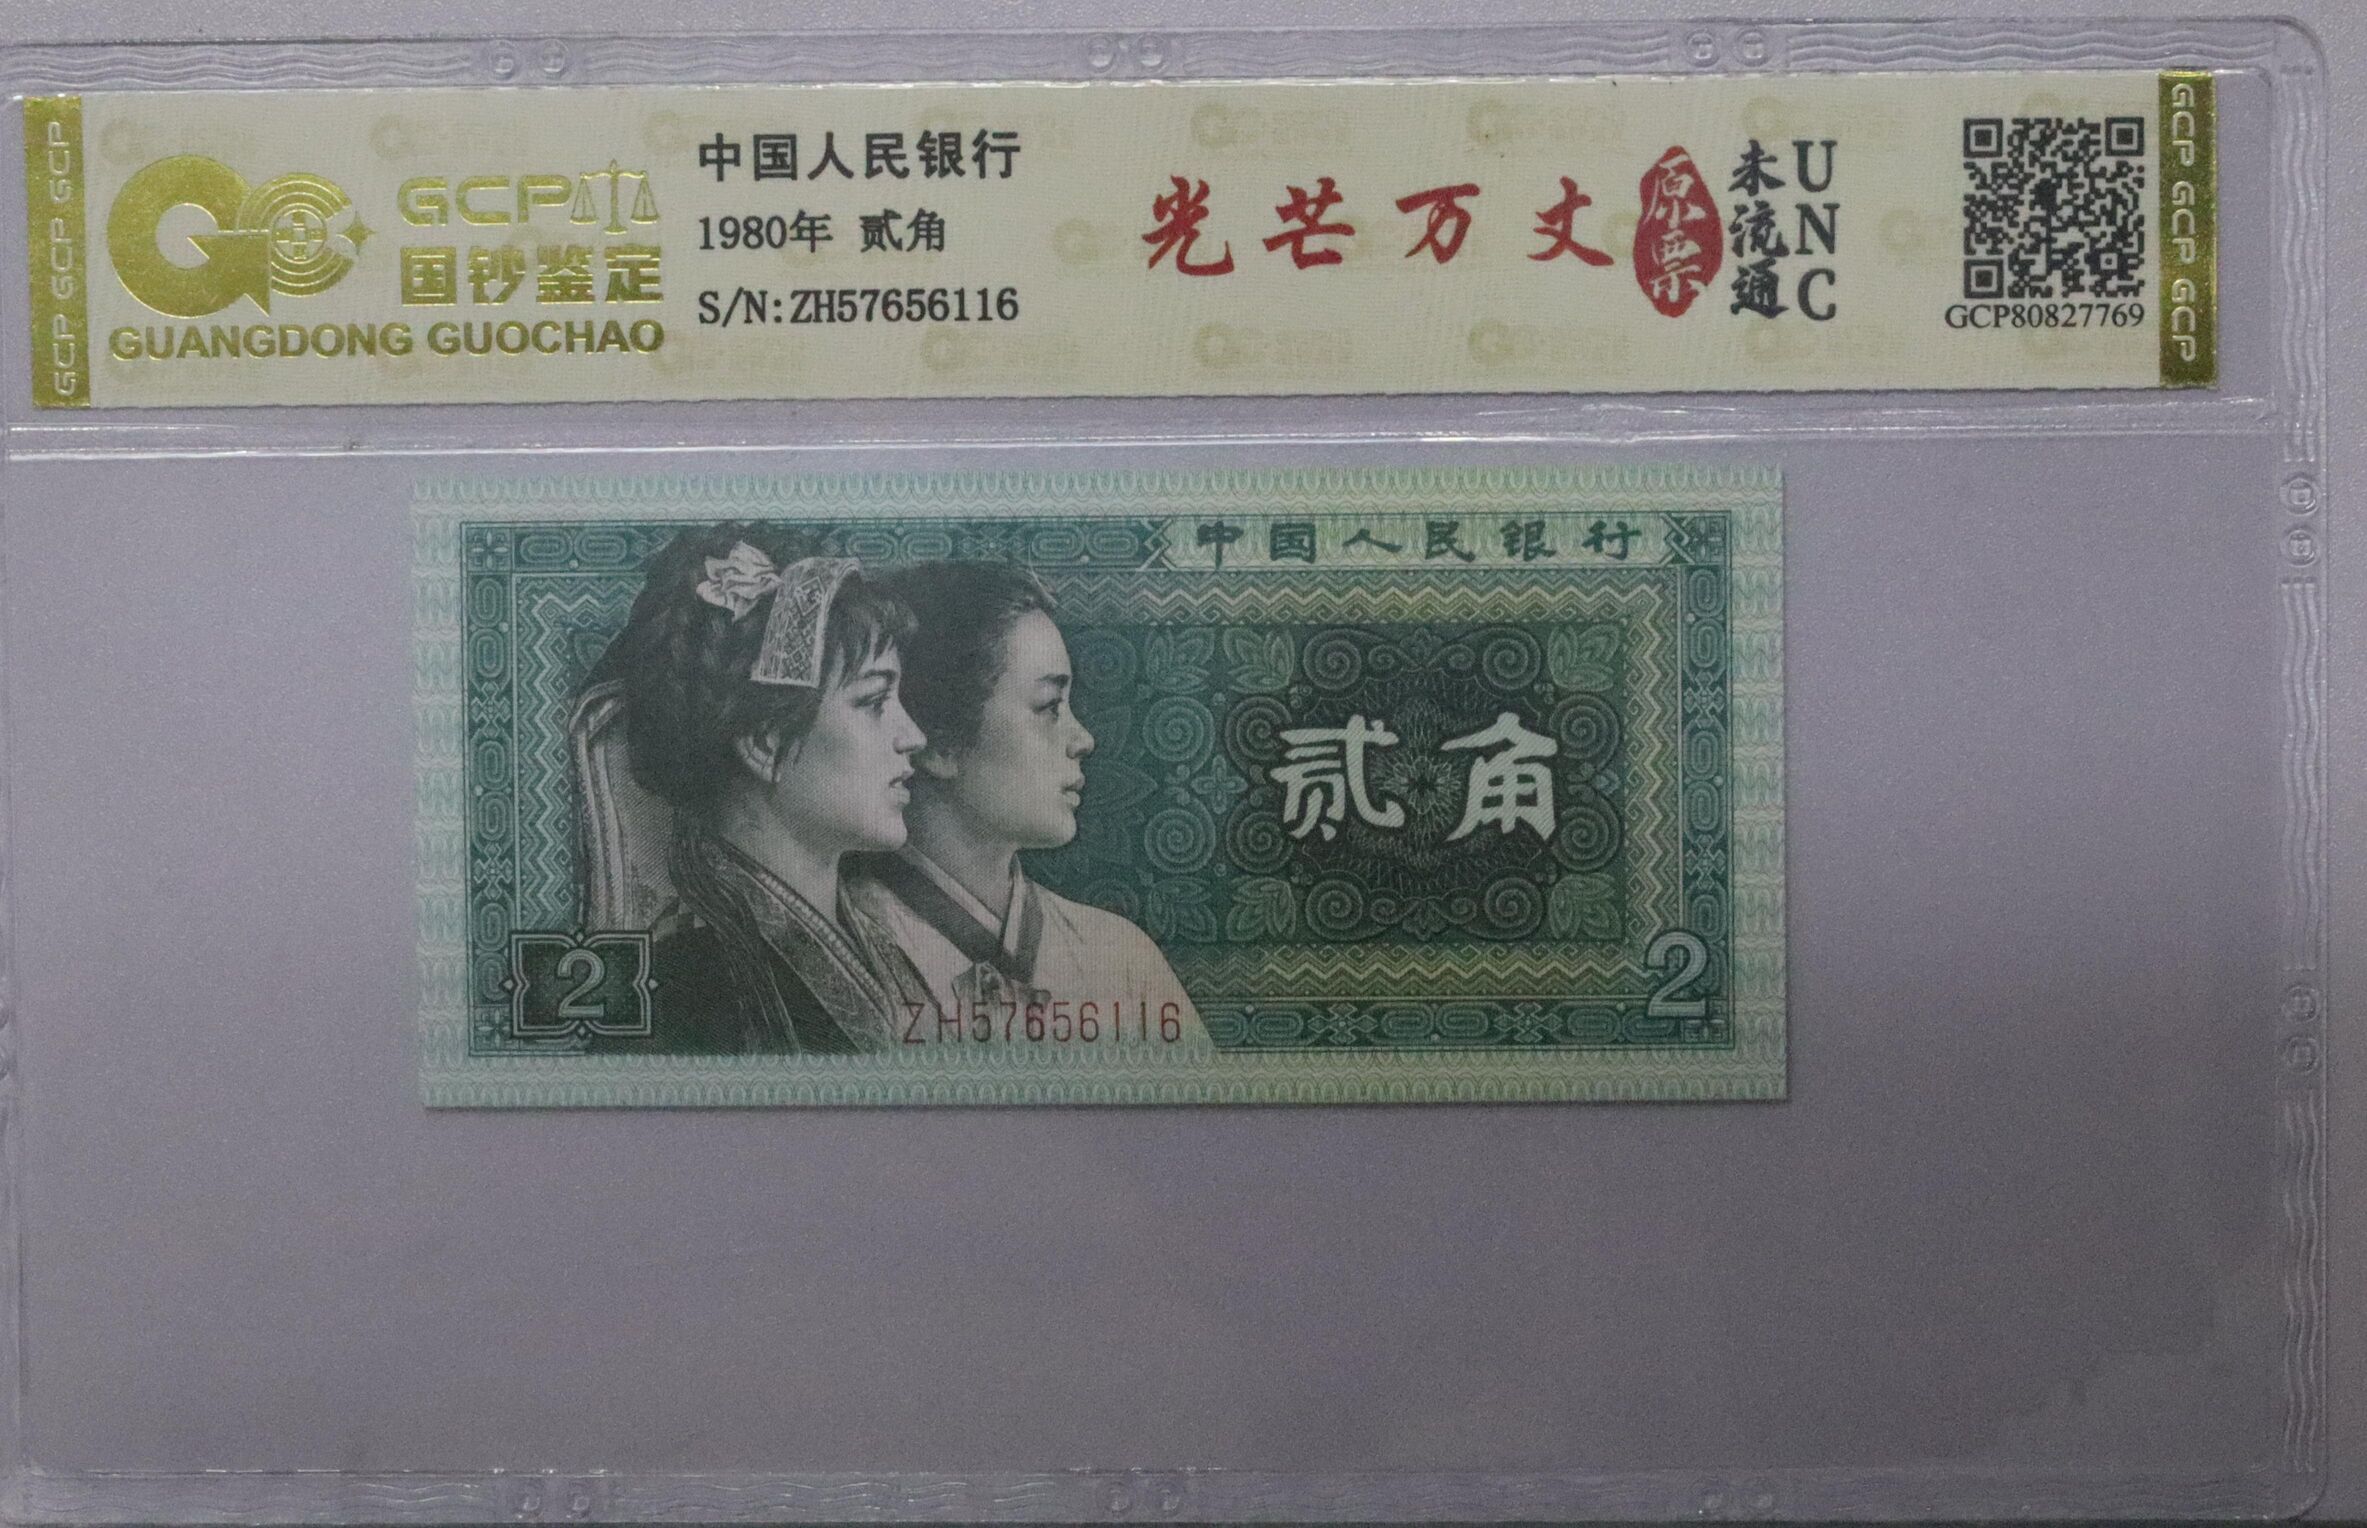 GCP GCP GCP
GCP
国钞鉴定
GUANGDONG GUOCHAO
中国人民银行
1980年 贰角
S/N:ZH57656116
光芒万丈
原票
未流通
UNC
GCP80827769
GCP GCP GCP
中国人民银行
贰角
2
2
ZH57656116